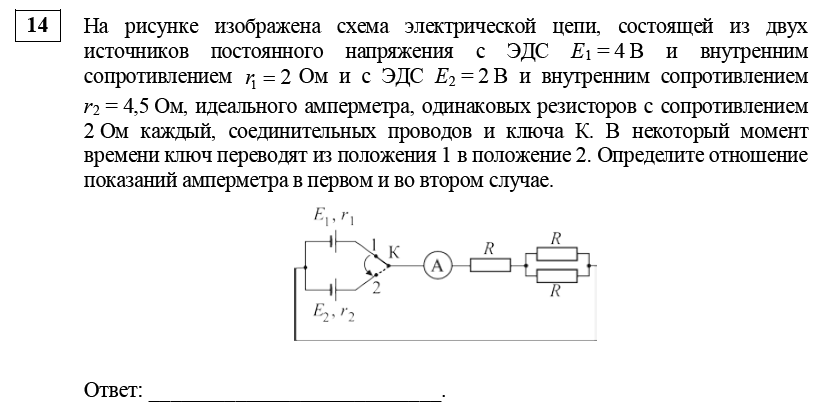 14
На рисунке изображена схема электрической цепи, состоящей из двух
источников постоянного напряжения с ЭДС E₁ = 4 В и внутренним
сопротивлением r₁ = 2 Ом и с ЭДС E₂ = 2 В и внутренним сопротивлением
r₂ = 4,5 Ом, идеального амперметра, одинаковых резисторов с сопротивлением
2 Ом каждый, соединительных проводов и ключа К. В некоторый момент
времени ключ переводят из положения 1 в положение 2. Определите отношение
показаний амперметра в первом и во втором случае.
E₁, r₁
1
К
A
R
R
2
R
E₂, r₂
Ответ: ___________________________.